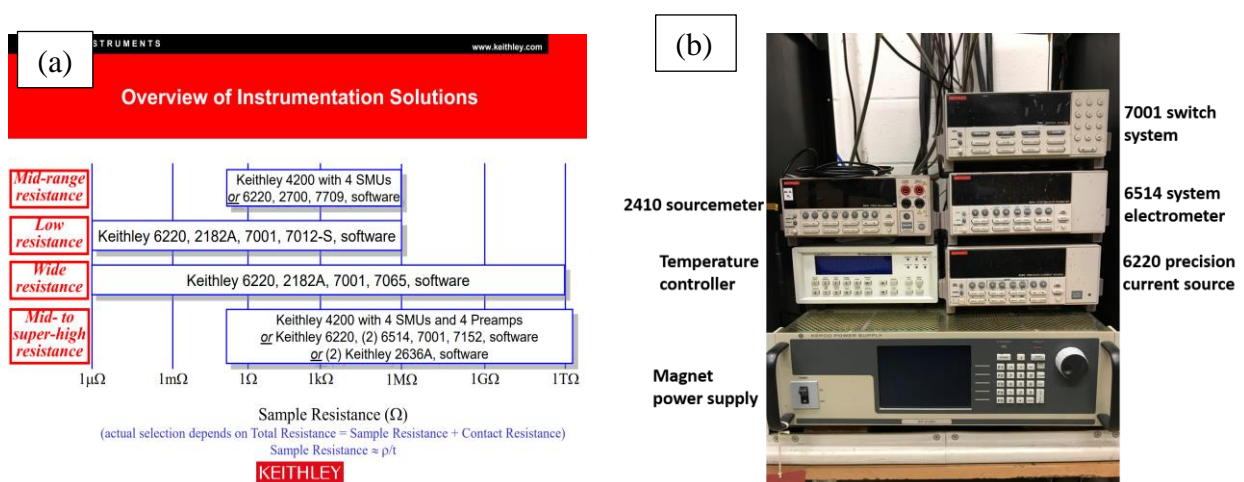 (a)
STRUMENTS
www.keithley.com
Overview of Instrumentation Solutions
Mid-range
resistance
Keithley 4200 with 4 SMUs
or 6220, 2700, 7709, software
Low
resistance
Keithley 6220, 2182A, 7001, 7012-S, software
Wide
resistance
Keithley 6220, 2182A, 7001, 7065, software
Mid- to
super-high
resistance
Keithley 4200 with 4 SMUs and 4 Preamps
or Keithley 6220, (2) 6514, 7001, 7152, software
or (2) Keithley 2636A, software
1μΩ 1mΩ 1Ω 1kΩ 1MΩ 1GΩ 1TΩ
Sample Resistance (Ω)
(actual selection depends on Total Resistance = Sample Resistance + Contact Resistance)
Sample Resistance ≈ ρ/t
KEITHLEY
(b)
7001 switch
system
2410 sourcemeter
6514 system
electrometer
Temperature
controller
6220 precision
current source
KEPCO POWER SUPPLY
Magnet
power supply